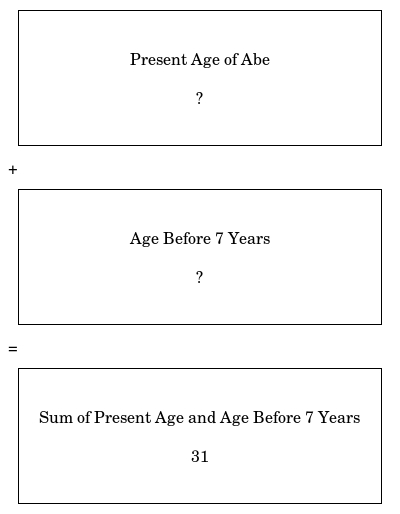 Present Age of Abe
?
+
Age Before 7 Years
?
=
Sum of Present Age and Age Before 7 Years
31